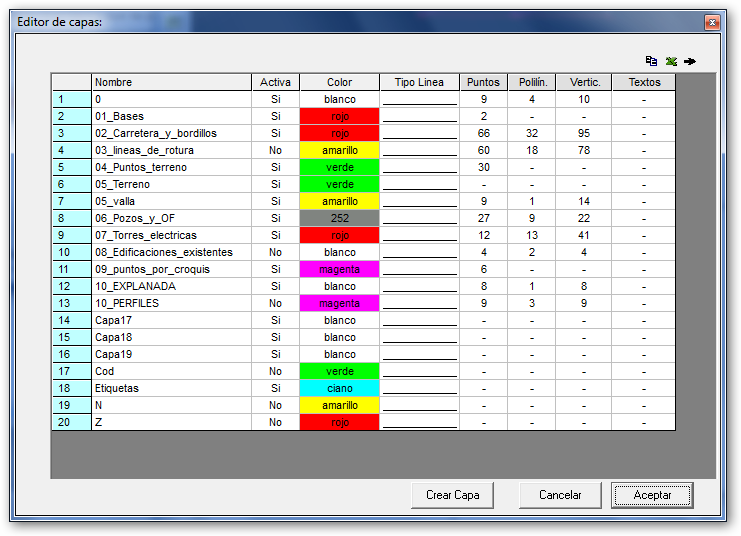 Editor de capas:
Nombre Activa Color Tipo Linea Puntos Polilín. Vertic. Textos
1 0 Si blanco 9 4 10 -
2 01_Bases Si rojo 2 - - -
3 02_Carretera_y_bordillos Si rojo 66 32 95 -
4 03_lineas_de_rotura No amarillo 60 18 78 -
5 04_Puntos_terreno Si verde 30 - - -
6 05_Terreno Si verde - - - -
7 05_valla Si amarillo 9 1 14 -
8 06_Pozos_y_OF Si 252 27 9 22 -
9 07_Torres_electricas Si rojo 12 13 41 -
10 08_Edificaciones_existentes No blanco 4 2 4 -
11 09_puntos_por_croquis Si magenta 6 - - -
12 10_EXPLANADA Si blanco 8 1 8 -
13 10_PERFILES No magenta 9 3 9 -
14 Capa17 Si blanco - - - -
15 Capa18 Si blanco - - - -
16 Capa19 Si blanco - - - -
17 Cod No verde - - - -
18 Etiquetas Si ciano - - - -
19 N No amarillo - - - -
20 Z No rojo - - - -
Crear Capa Cancelar Aceptar